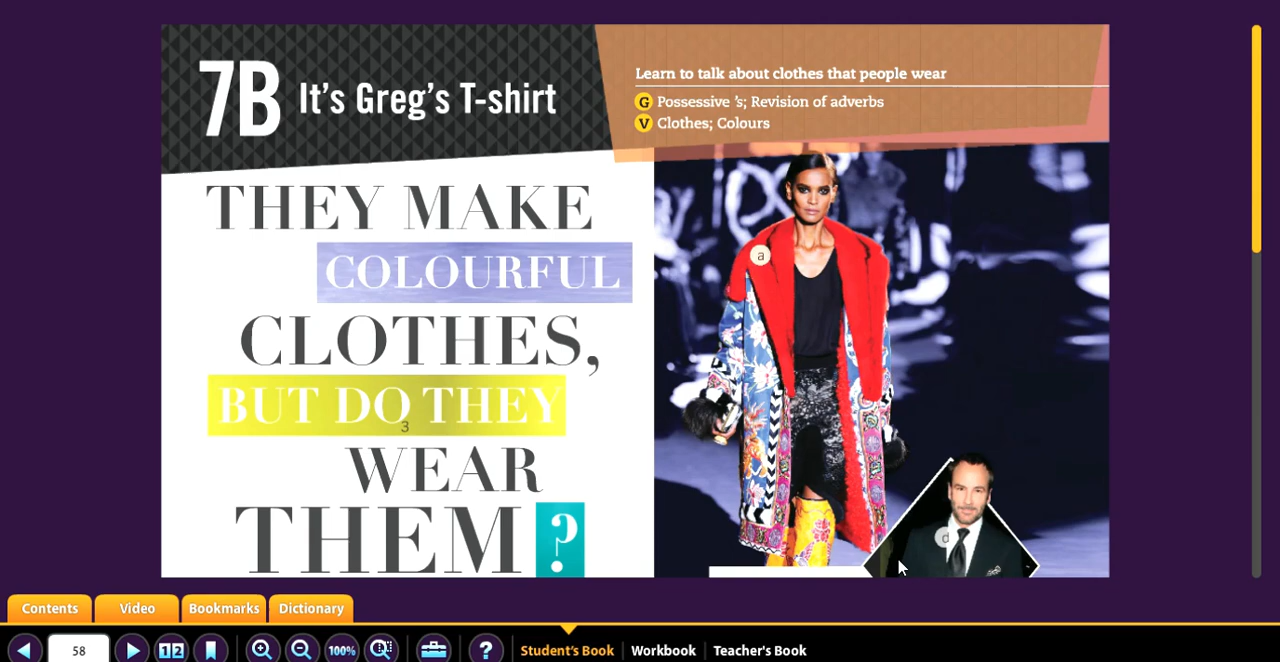 7B It's Greg's T-shirt
Learn to talk about clothes that people wear
G Possessive 's; Revision of adverbs
V Clothes; Colours
THEY MAKE
COLOURFUL
CLOTHES,
BUT DO THEY
3
WEAR
THEM?
a
d
Contents Video Bookmarks Dictionary
58 12 100% ? Student's Book Workbook Teacher's Book